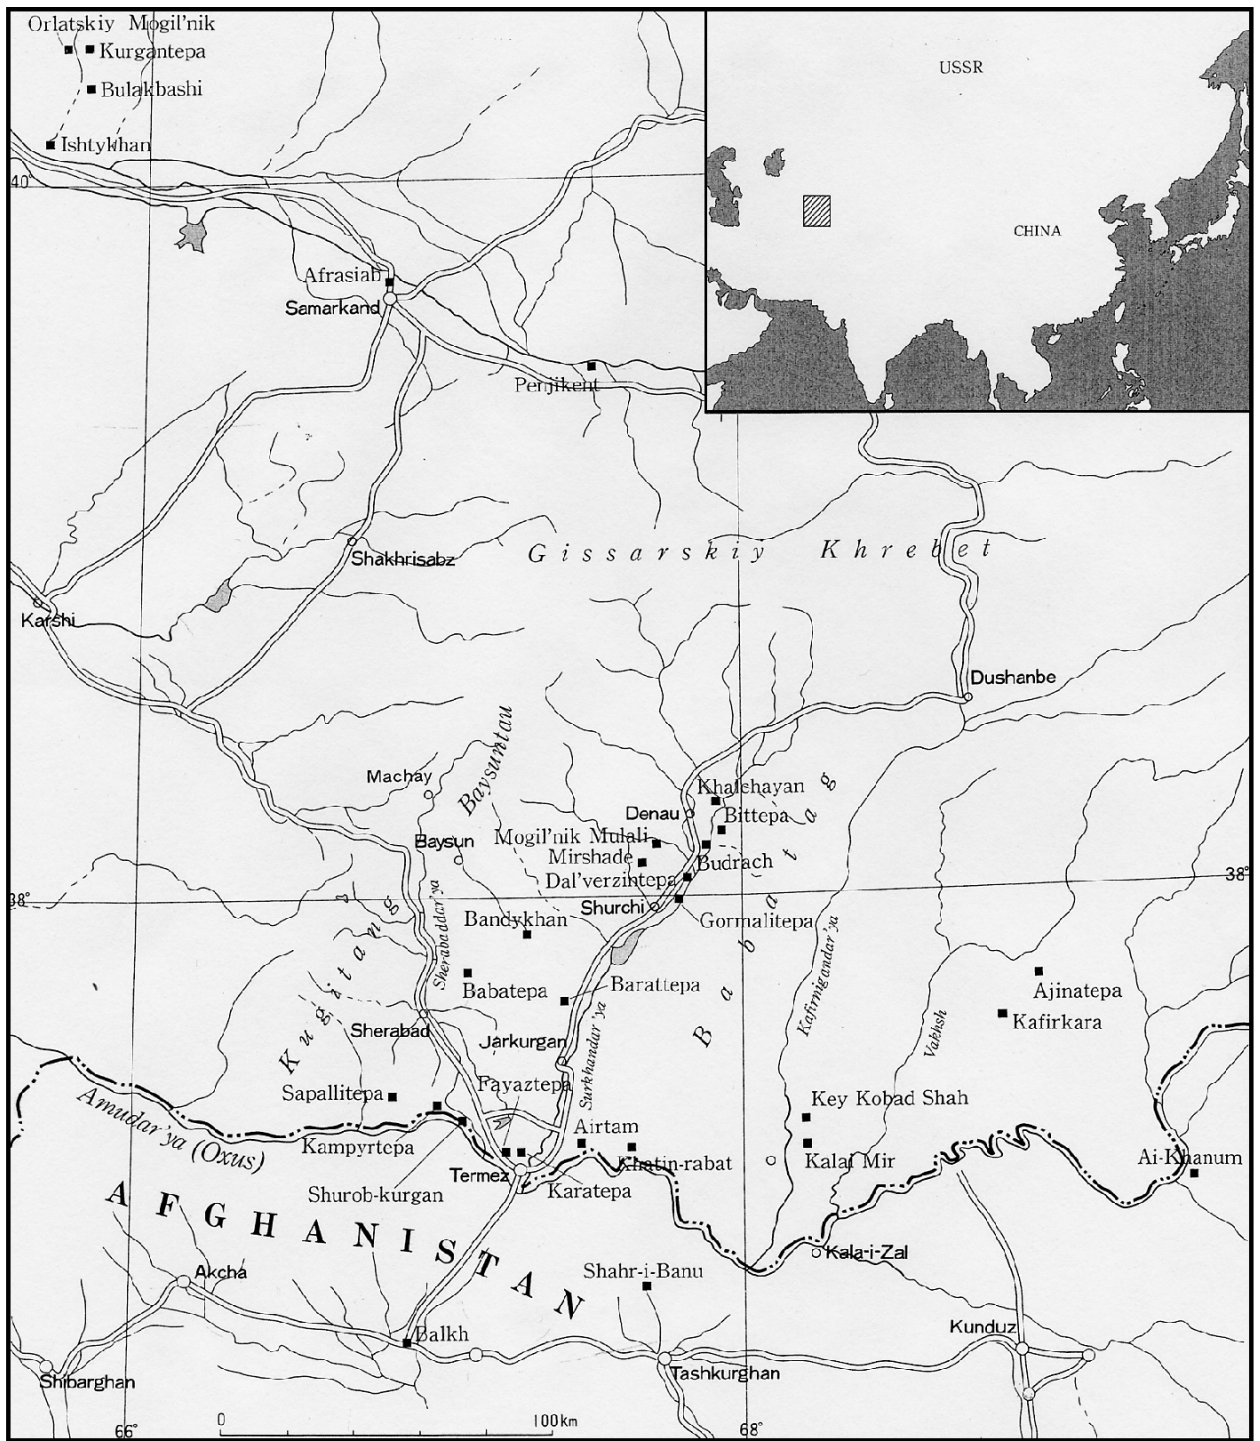 Orlatskiy Mogil'nik
Kurgantepa
Bulakbashi
Ishtykhan
USSR
CHINA
40°
Afrasiab
Samarkand
Penjikent
Gissarskiy Khrebet
Shakhrisabz
Karshi
Dushanbe
Baysuntau
Machay
Khalchayan
Denau
Bittepa
Mogil'nik Mulali
Baysun
Mirshade
Budrach
Dal'verzintepa
38°
38°
Shurchi
Gormalitepa
Bandykhan
Sherabaddar'ya
Kugitang
Babatag
Kafirnigandar'ya
Babatepa
Barattepa
Ajinatepa
Kafirkara
Vakhsh
Sherabad
Jarkurgan
Surkhandar'ya
Fayaztepa
Sapallitepa
Key Kobad Shah
Amudar'ya (Oxus)
Airtam
Kampyrtepa
Khatin-rabat
Kalai Mir
Ai-Khanum
Termez
Shurob-kurgan
Karatepa
AFGHANISTAN
Kala-i-Zal
Akcha
Shahr-i-Banu
Balkh
Kunduz
Tashkurghan
Shibarghan
66°
0
100km
68°